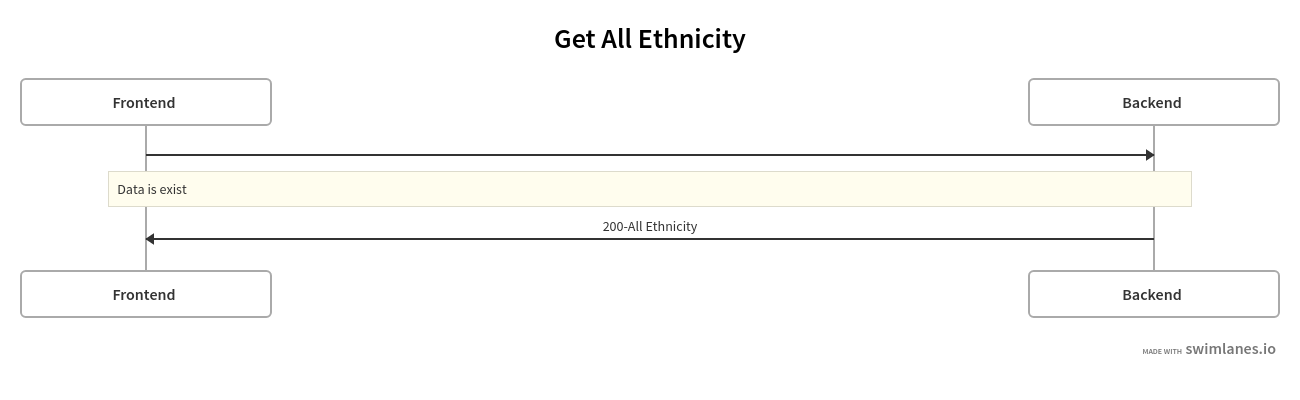 Get All Ethnicity
Frontend
Backend
Data is exist
200-All Ethnicity
Frontend
Backend
MADE WITH swimlanes.io